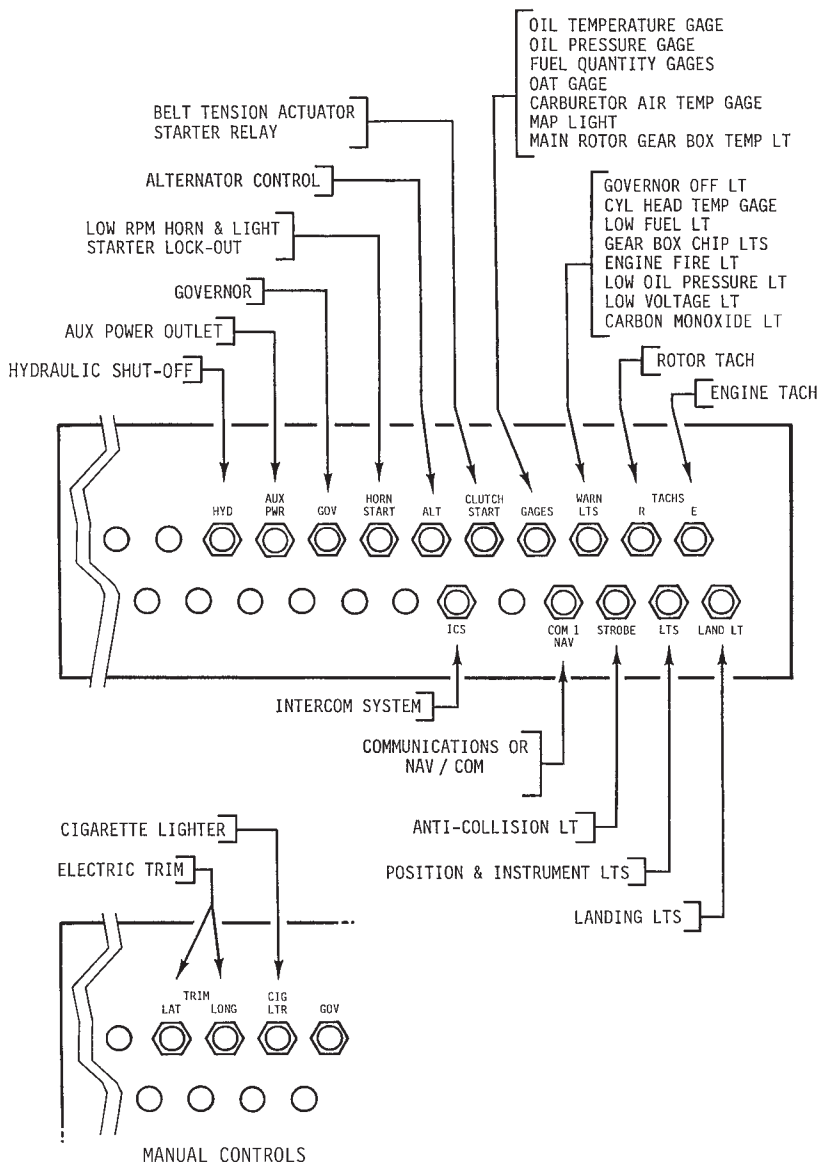 OIL TEMPERATURE GAGE
OIL PRESSURE GAGE
FUEL QUANTITY GAGES
OAT GAGE
CARBURETOR AIR TEMP GAGE
MAP LIGHT
MAIN ROTOR GEAR BOX TEMP LT
BELT TENSION ACTUATOR
STARTER RELAY
ALTERNATOR CONTROL
GOVERNOR OFF LT
CYL HEAD TEMP GAGE
LOW FUEL LT
GEAR BOX CHIP LTS
ENGINE FIRE LT
LOW OIL PRESSURE LT
LOW VOLTAGE LT
CARBON MONOXIDE LT
LOW RPM HORN & LIGHT
STARTER LOCK-OUT
GOVERNOR
AUX POWER OUTLET
HYDRAULIC SHUT-OFF
ROTOR TACH
ENGINE TACH
HYD
AUX
PWR
GOV
HORN
START
ALT
CLUTCH
START
GAGES
WARN
LTS
TACHS
R E
ICS
COM 1
NAV
STROBE
LTS
LAND LT
INTERCOM SYSTEM
COMMUNICATIONS OR
NAV / COM
ANTI-COLLISION LT
POSITION & INSTRUMENT LTS
LANDING LTS
CIGARETTE LIGHTER
ELECTRIC TRIM
TRIM
LAT LONG
CIG
LTR
GOV
MANUAL CONTROLS